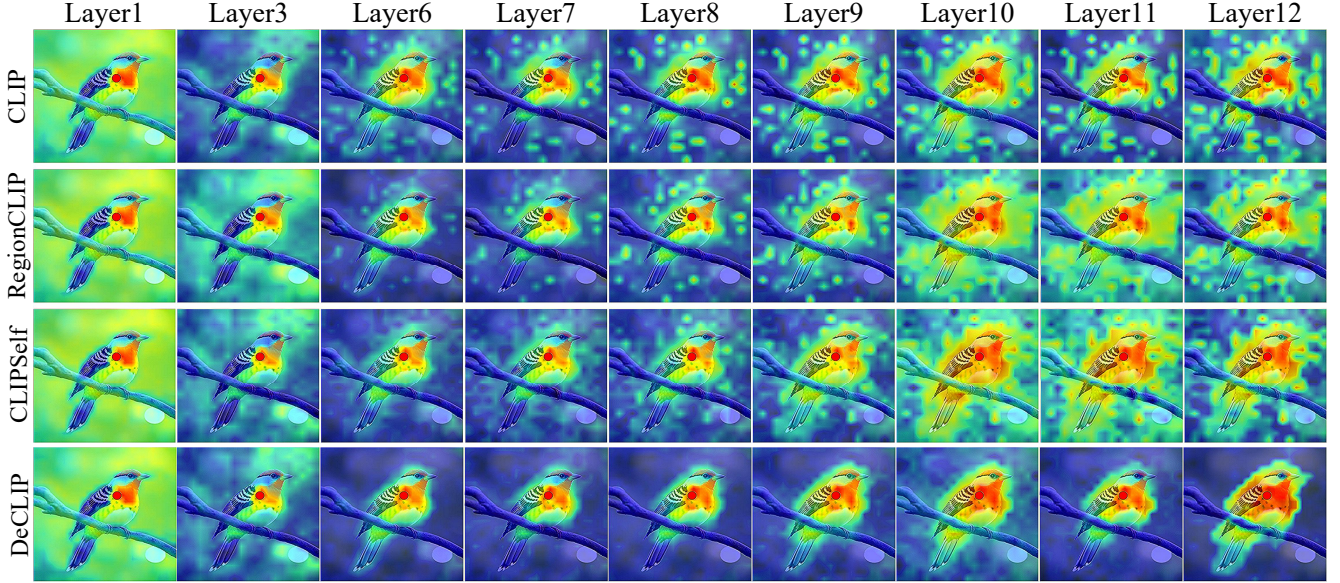 Layer1 Layer3 Layer6 Layer7 Layer8 Layer9 Layer10 Layer11 Layer12
CLIP
RegionCLIP
CLIPSelf
DeCLIP